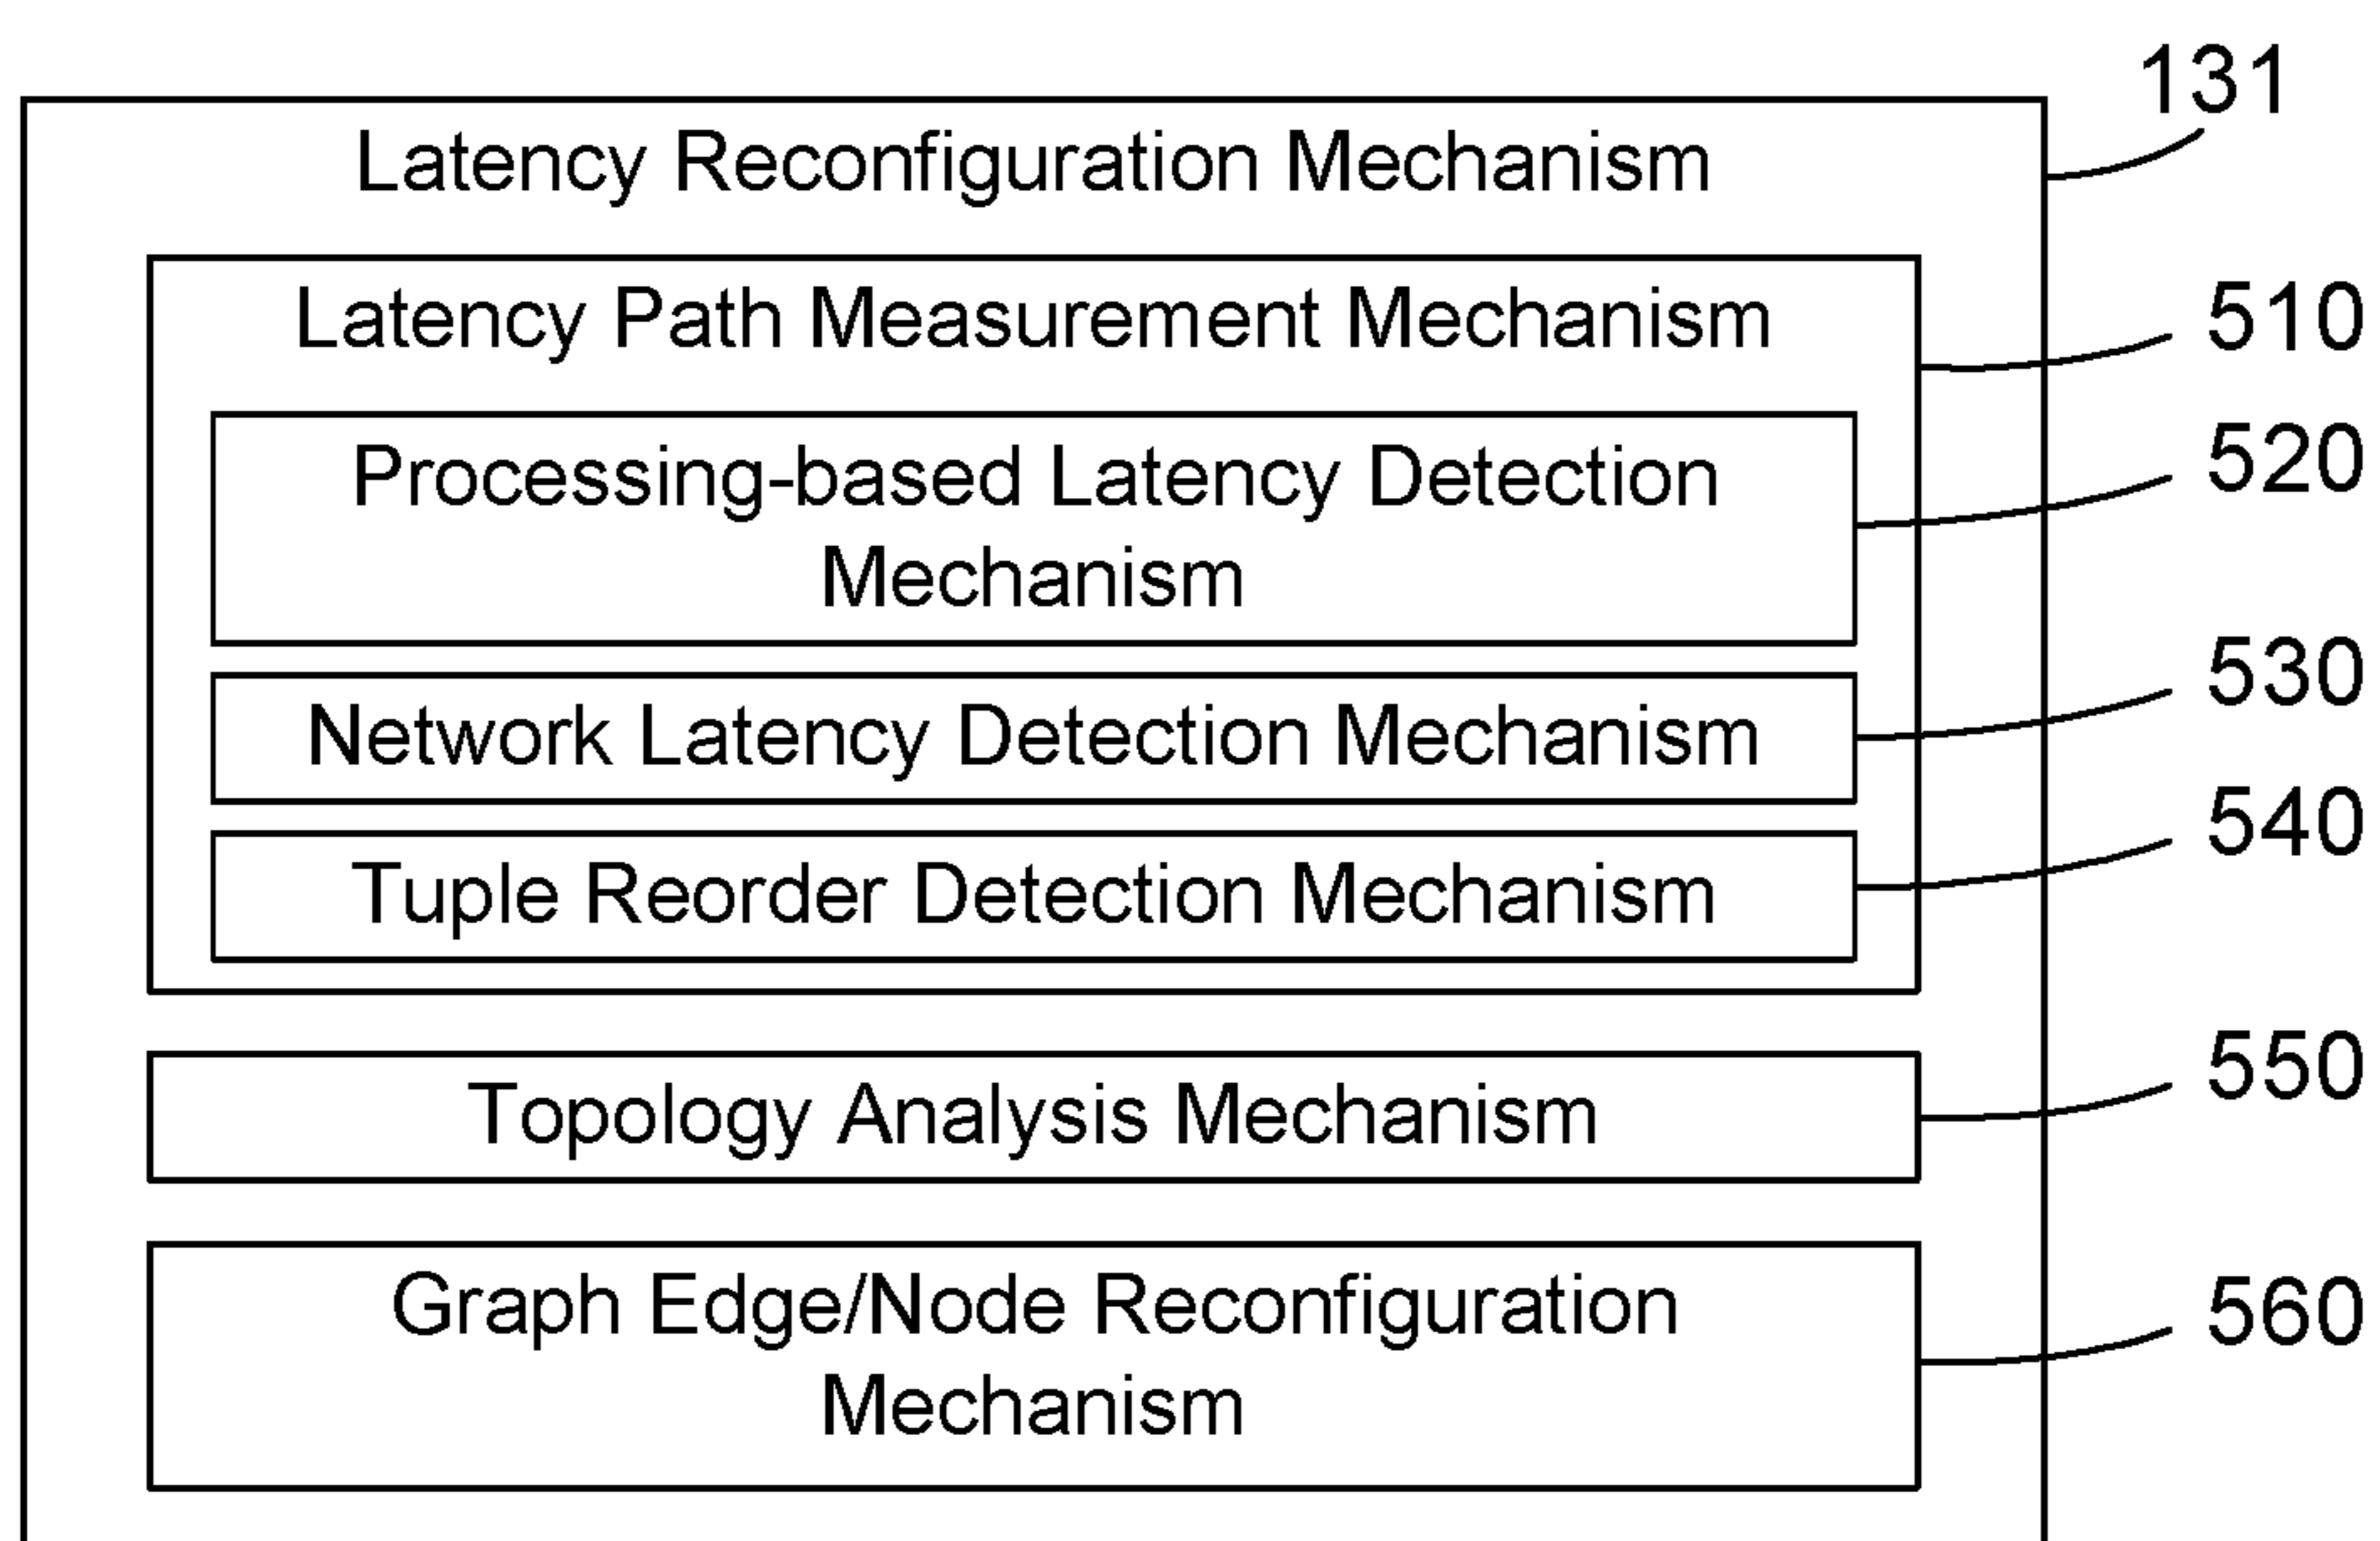 131
Latency Reconfiguration Mechanism
Latency Path Measurement Mechanism
510
Processing-based Latency Detection
Mechanism
520
Network Latency Detection Mechanism
530
Tuple Reorder Detection Mechanism
540
Topology Analysis Mechanism
550
Graph Edge/Node Reconfiguration
Mechanism
560